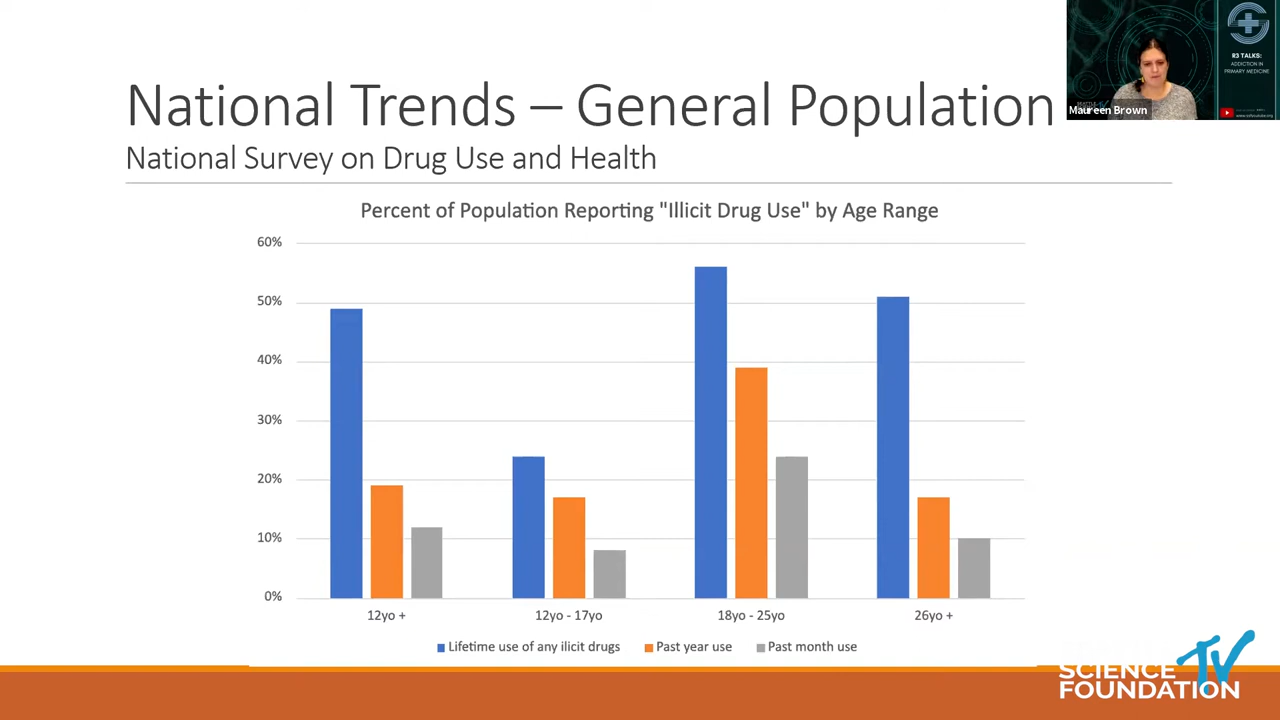 National Trends – General Population
National Survey on Drug Use and Health
R3 TALKS:
ADDICTION IN
PRIMARY MEDICINE
Maureen Brown
Percent of Population Reporting "Illicit Drug Use" by Age Range
60%
50%
40%
30%
20%
10%
0%
12yo +
12yo - 17yo
18yo - 25yo
26yo +
Lifetime use of any ilicit drugs
Past year use
Past month use
SCIENCE TV
FOUNDATION